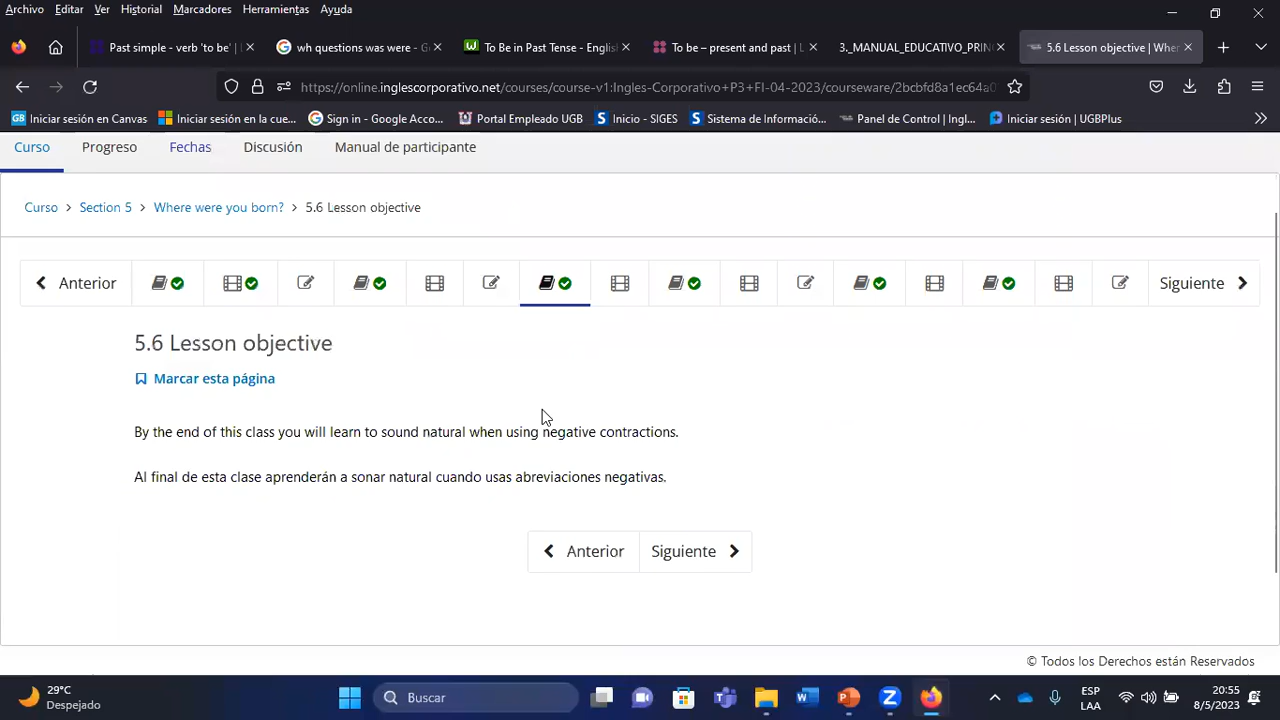 Archivo Editar Ver Historial Marcadores Herramientas Ayuda
Past simple - verb 'to be' | wh questions was were - G To Be in Past Tense - English To be – present and past | L 3._MANUAL_EDUCATIVO_PRIN 5.6 Lesson objective | Wher
https://online.inglescorporativo.net/courses/course-v1:Ingles-Corporativo+P3+FI-04-2023/courseware/2bcbfd8a1ec64a0
Iniciar sesión en Canvas Iniciar sesión en la cue... Sign in - Google Acco... Portal Empleado UGB Inicio - SIGES Sistema de Informació... Panel de Control | Ingl... Iniciar sesión | UGBPlus
Curso Progreso Fechas Discusión Manual de participante
Curso > Section 5 > Where were you born? > 5.6 Lesson objective
Anterior Siguiente
5.6 Lesson objective
Marcar esta página
By the end of this class you will learn to sound natural when using negative contractions.
Al final de esta clase aprenderán a sonar natural cuando usas abreviaciones negativas.
Anterior Siguiente
© Todos los Derechos están Reservados
29°C
Despejado
Buscar
ESP
LAA
20:55
8/5/2023